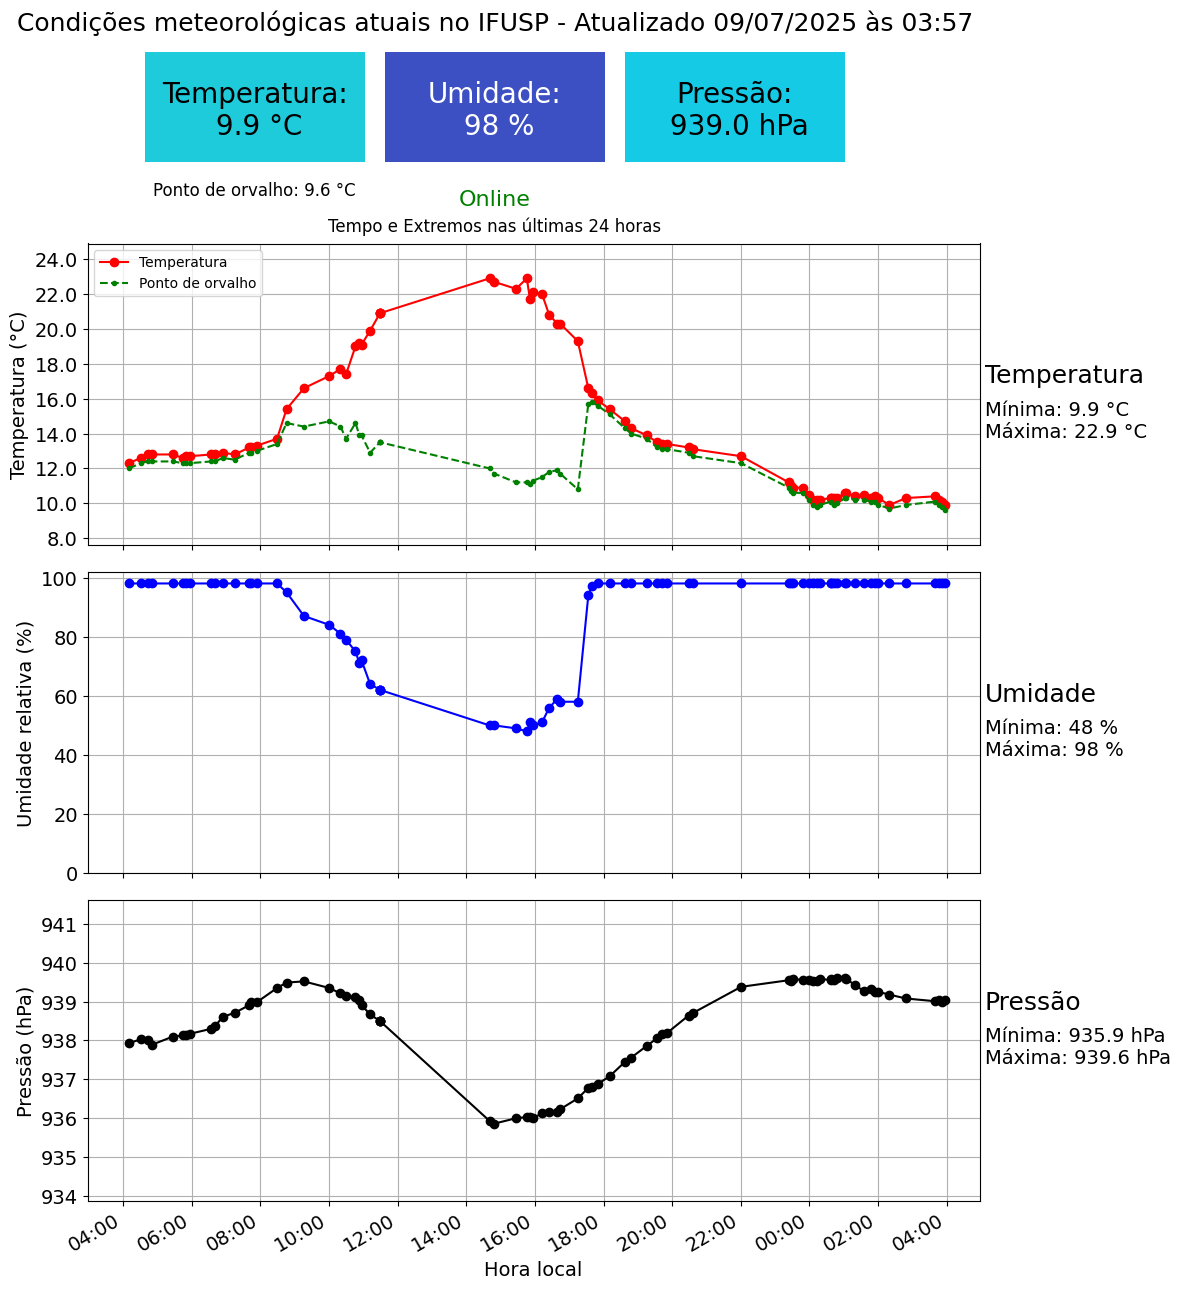 Condições meteorológicas atuais no IFUSP - Atualizado 09/07/2025 às 03:57
Temperatura:
9.9 °C
Umidade:
98 %
Pressão:
939.0 hPa
Ponto de orvalho: 9.6 °C
Online
Tempo e Extremos nas últimas 24 horas
Temperatura
Ponto de orvalho
Temperatura (°C)
24.0
22.0
20.0
18.0
16.0
14.0
12.0
10.0
8.0
Temperatura
Mínima: 9.9 °C
Máxima: 22.9 °C
Umidade relativa (%)
100
80
60
40
20
0
Umidade
Mínima: 48 %
Máxima: 98 %
Pressão (hPa)
941
940
939
938
937
936
935
934
Pressão
Mínima: 935.9 hPa
Máxima: 939.6 hPa
04:00
06:00
08:00
10:00
12:00
14:00
16:00
18:00
20:00
22:00
00:00
02:00
04:00
Hora local